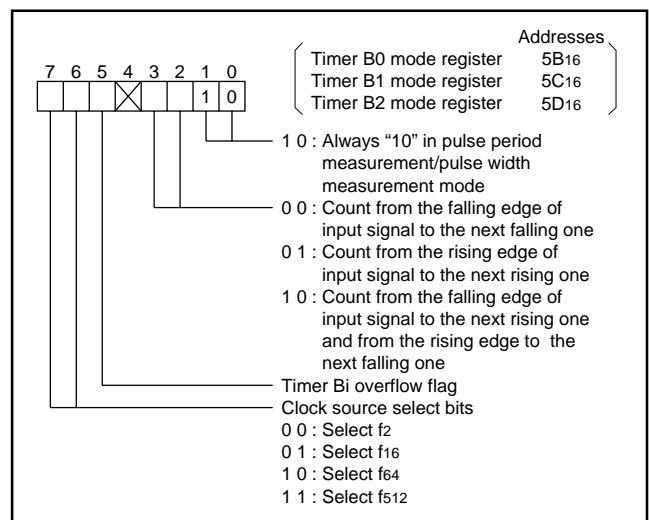 Addresses
Timer B0 mode register 5B16
Timer B1 mode register 5C16
Timer B2 mode register 5D16
7 6 5 4 3 2 1 0
1 0
1 0 : Always “10” in pulse period
measurement/pulse width
measurement mode
0 0 : Count from the falling edge of
input signal to the next falling one
0 1 : Count from the rising edge of
input signal to the next rising one
1 0 : Count from the falling edge of
input signal to the next rising one
and from the rising edge to the
next falling one
Timer Bi overflow flag
Clock source select bits
0 0 : Select f2
0 1 : Select f16
1 0 : Select f64
1 1 : Select f512